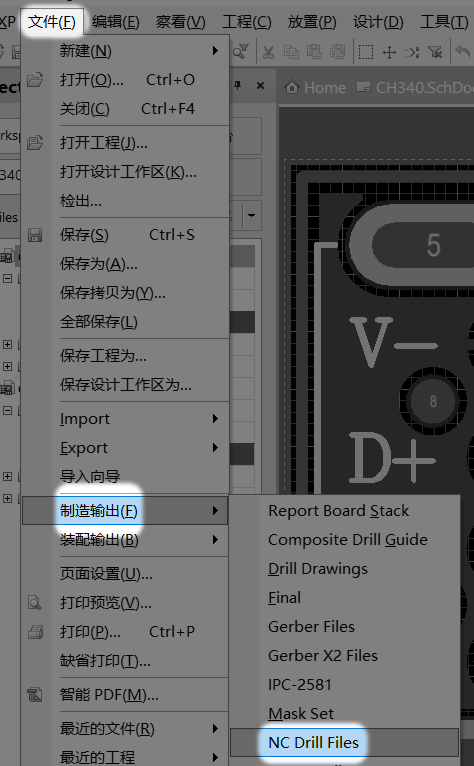 XP 文件(F) 编辑(E) 察看(V) 工程(C) 放置(P) 设计(D) 工具(T)
新建(N)
打开(O)... Ctrl+O
关闭(C) Ctrl+F4
Home CH340.SchDoc
打开工程(J)...
打开设计工作区(K)...
检出...
保存(S) Ctrl+S
保存为(A)...
保存拷贝为(Y)...
全部保存(L)
保存工程为...
保存设计工作区为...
Import
Export
导入向导
制造输出(F)
装配输出(B)
页面设置(U)...
打印预览(V)...
打印(P)... Ctrl+P
缺省打印(T)...
智能 PDF(M)...
最近的文件(R)
最近的工程
Report Board Stack
Composite Drill Guide
Drill Drawings
Final
Gerber Files
Gerber X2 Files
IPC-2581
Mask Set
NC Drill Files
5
V-
8
D+